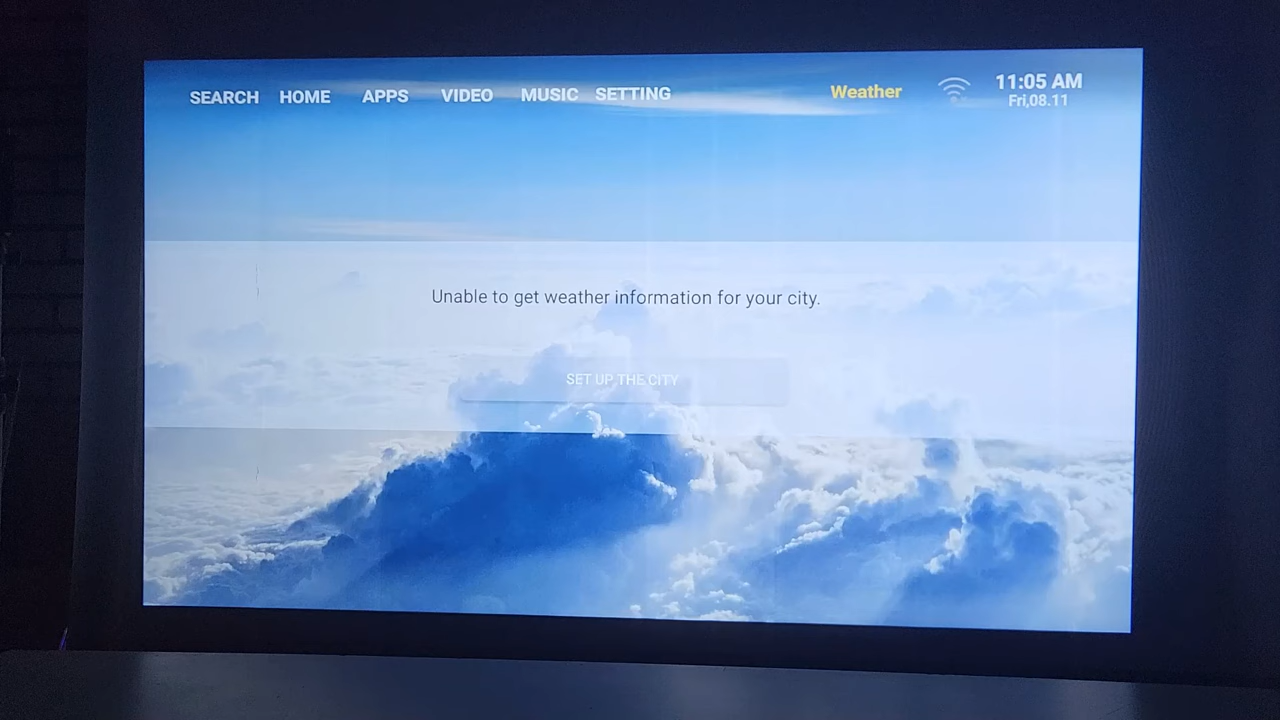 SEARCH HOME APPS VIDEO MUSIC SETTING Weather 11:05 AM
Fri,08.11
Unable to get weather information for your city.
SET UP THE CITY